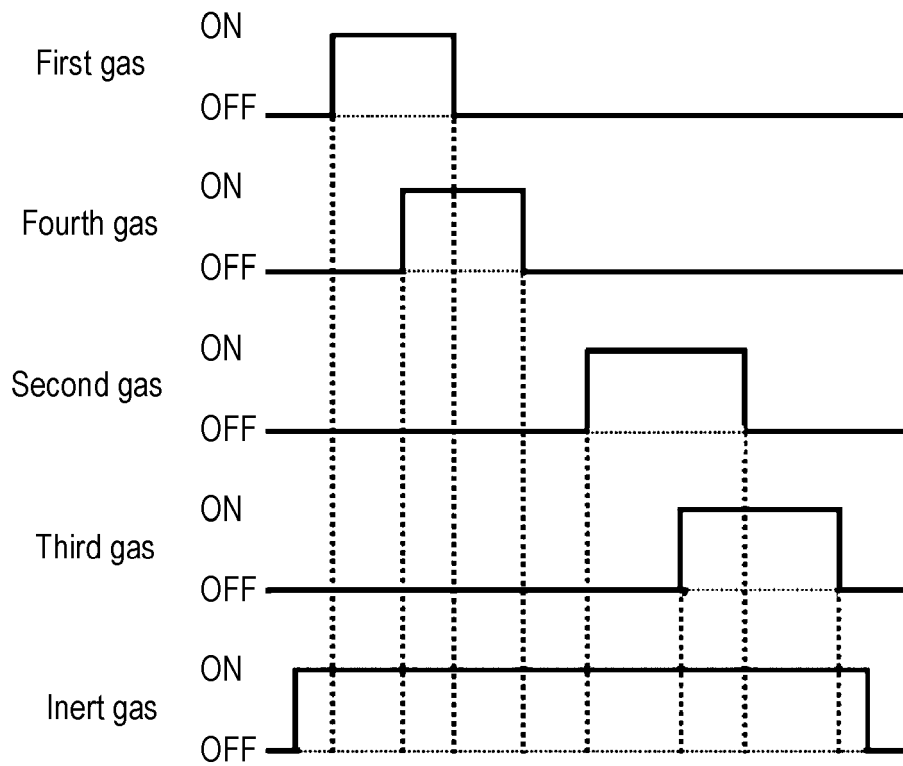 ON
First gas
OFF
ON
Fourth gas
OFF
ON
Second gas
OFF
ON
Third gas
OFF
ON
Inert gas
OFF